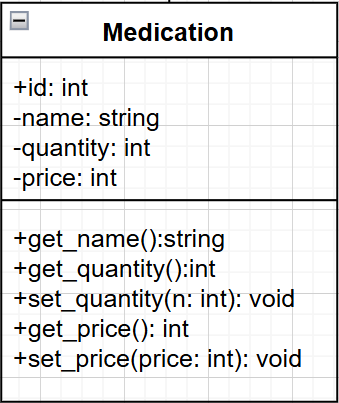 Medication
+id: int
-name: string
-quantity: int
-price: int
+get_name():string
+get_quantity():int
+set_quantity(n: int): void
+get_price(): int
+set_price(price: int): void